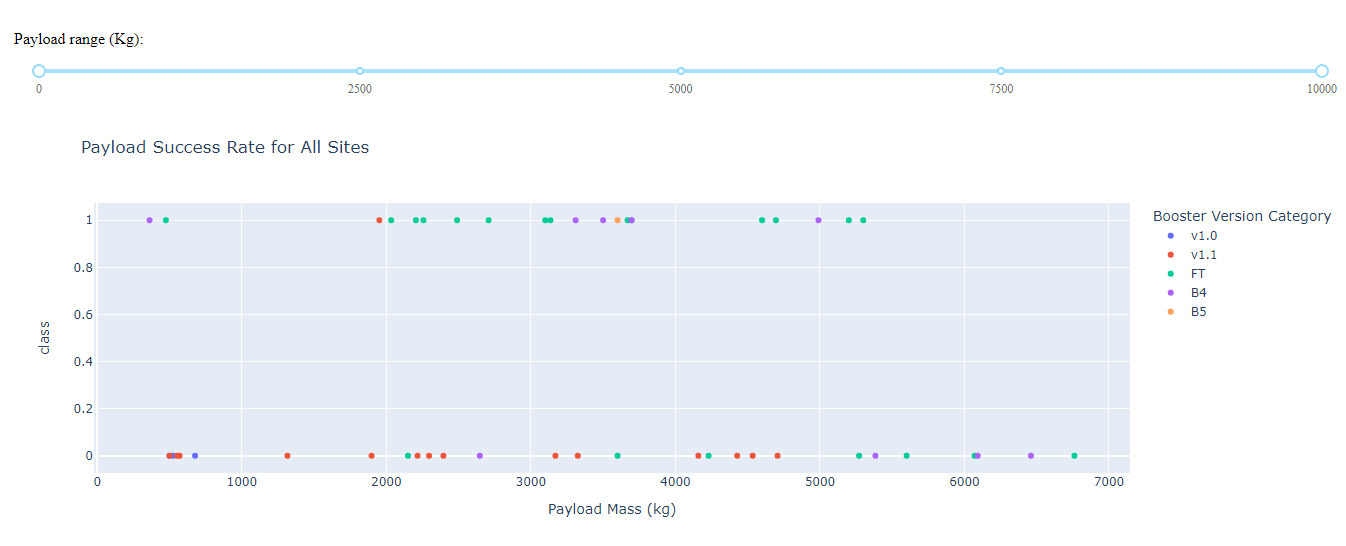 Payload range (Kg):
0 2500 5000 7500 10000
Payload Success Rate for All Sites
Booster Version Category
v1.0
v1.1
FT
B4
B5
1
0.8
0.6
0.4
0.2
0
class
0 1000 2000 3000 4000 5000 6000 7000
Payload Mass (kg)